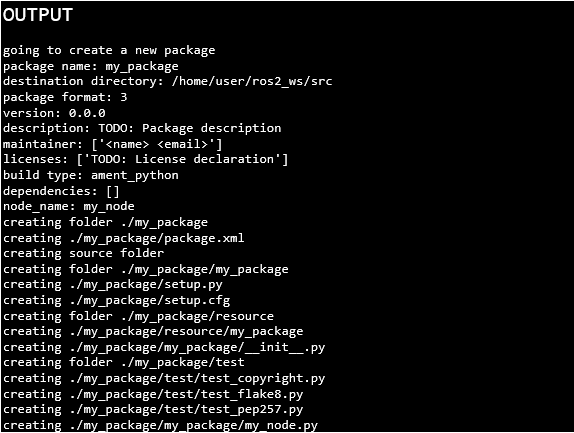 OUTPUT
going to create a new package
package name: my_package
destination directory: /home/user/ros2_ws/src
package format: 3
version: 0.0.0
description: TODO: Package description
maintainer: ['<name> <email>']
licenses: ['TODO: License declaration']
build type: ament_python
dependencies: []
node_name: my_node
creating folder ./my_package
creating ./my_package/package.xml
creating source folder
creating folder ./my_package/my_package
creating ./my_package/setup.py
creating ./my_package/setup.cfg
creating folder ./my_package/resource
creating ./my_package/resource/my_package
creating ./my_package/my_package/__init__.py
creating folder ./my_package/test
creating ./my_package/test/test_copyright.py
creating ./my_package/test/test_flake8.py
creating ./my_package/test/test_pep257.py
creating ./my_package/my_package/my_node.py